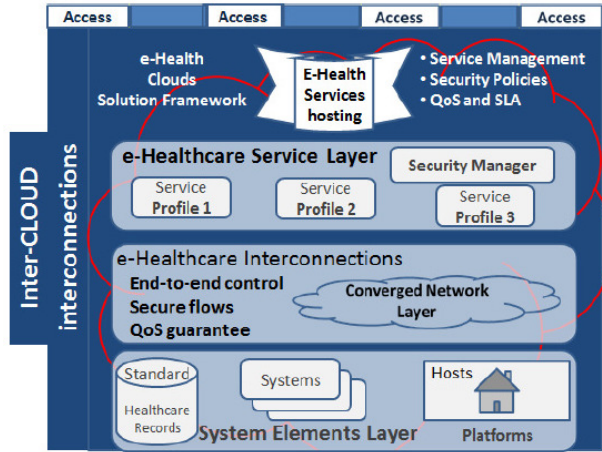 Access
Access
Access
Access
e-Health
Clouds
Solution Framework
E-Health
Services
hosting
• Service Management
• Security Policies
• QoS and SLA
Inter-CLOUD
interconnections
e-Healthcare Service Layer
Security Manager
Service
Profile 1
Service
Profile 2
Service
Profile 3
e-Healthcare Interconnections
End-to-end control
Secure flows
QoS guarantee
Converged Network
Layer
Standard
Healthcare
Records
Systems
Hosts
System Elements Layer
Platforms